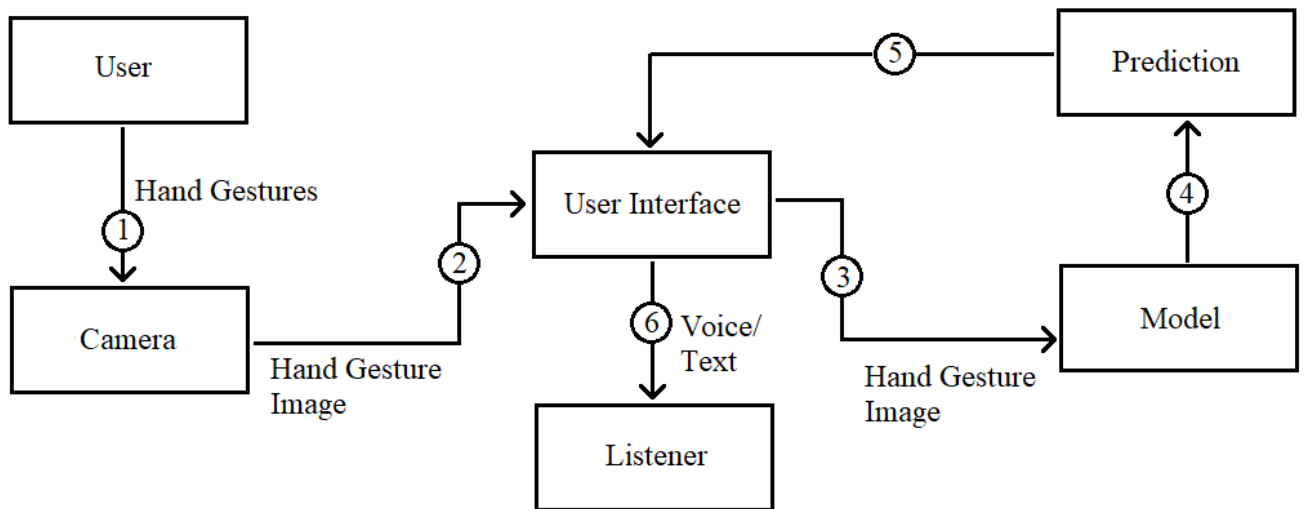 User
5
Prediction
Hand Gestures
1
User Interface
4
2
3
Camera
6
Voice/
Text
Model
Hand Gesture
Image
Hand Gesture
Image
Listener